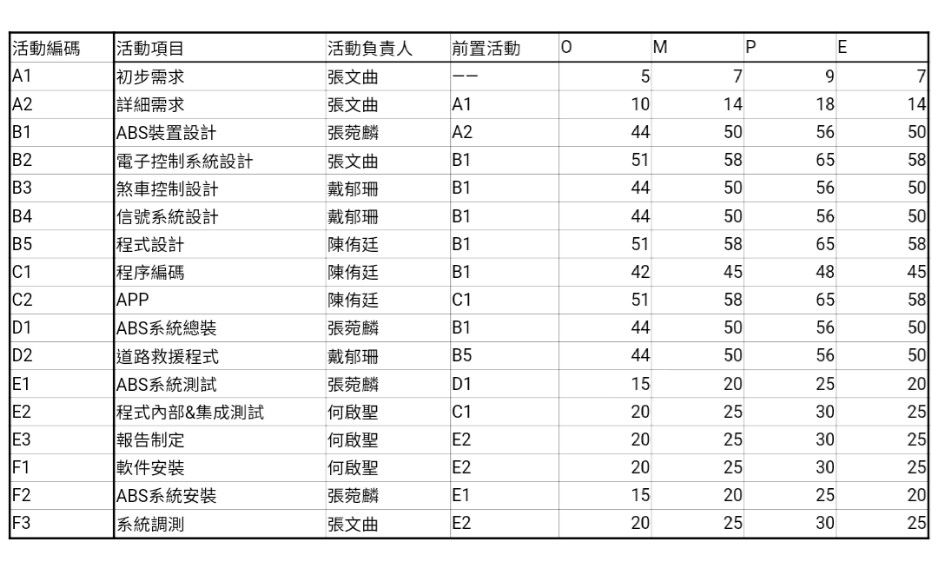 活動編碼 活動項目 活動負責人 前置活動 O M P E
A1 初步需求 張文曲 —— 5 7 9 7
A2 詳細需求 張文曲 A1 10 14 18 14
B1 ABS裝置設計 張菀麟 A2 44 50 56 50
B2 電子控制系統設計 張文曲 B1 51 58 65 58
B3 煞車控制設計 戴郁珊 B1 44 50 56 50
B4 信號系統設計 戴郁珊 B1 44 50 56 50
B5 程式設計 陳侑廷 B1 51 58 65 58
C1 程序編碼 陳侑廷 B1 42 45 48 45
C2 APP 陳侑廷 C1 51 58 65 58
D1 ABS系統總裝 張菀麟 B1 44 50 56 50
D2 道路救援程式 戴郁珊 B5 44 50 56 50
E1 ABS系統測試 張菀麟 D1 15 20 25 20
E2 程式內部&集成測試 何啟聖 C1 20 25 30 25
E3 報告制定 何啟聖 E2 20 25 30 25
F1 軟件安裝 何啟聖 E2 20 25 30 25
F2 ABS系統安裝 張菀麟 E1 15 20 25 20
F3 系統調測 張文曲 E2 20 25 30 25